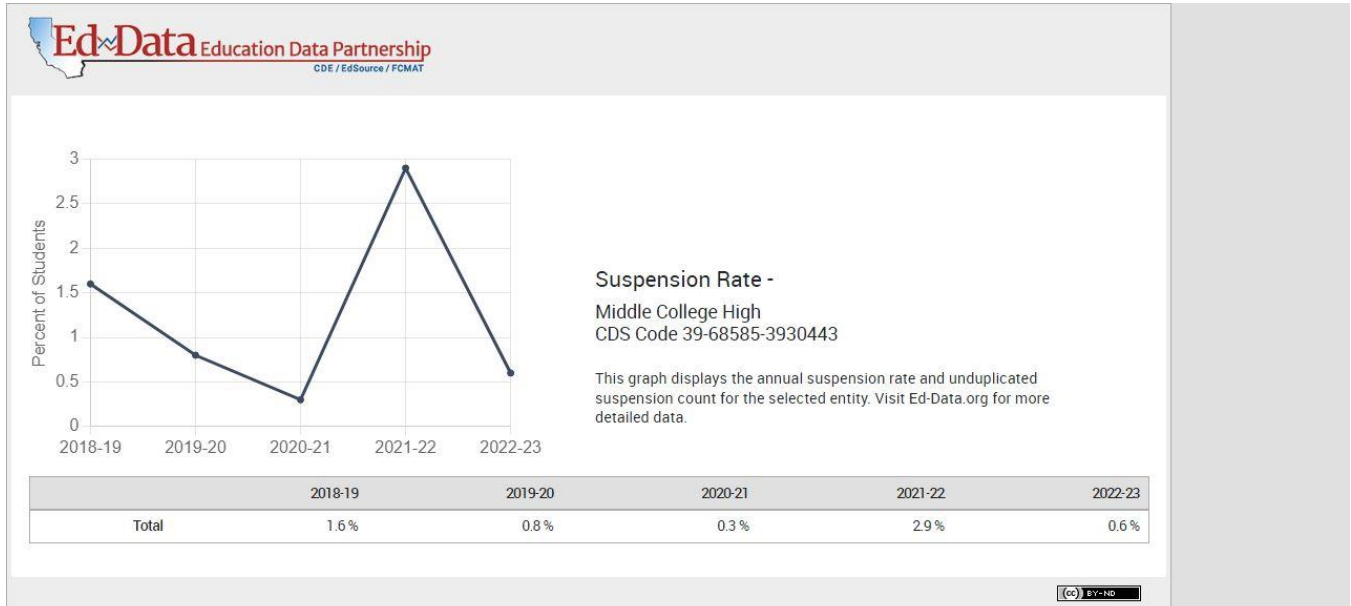 Ed Data Education Data Partnership
CDE / EdSource / FCMAT
3
2.5
2
1.5
1
0.5
0
Percent of Students
2018-19 2019-20 2020-21 2021-22 2022-23
Suspension Rate -
Middle College High
CDS Code 39-68585-3930443
This graph displays the annual suspension rate and unduplicated
suspension count for the selected entity. Visit Ed-Data.org for more
detailed data.
2018-19 2019-20 2020-21 2021-22 2022-23
Total 1.6 % 0.8 % 0.3 % 2.9 % 0.6 %
(cc) BY-ND